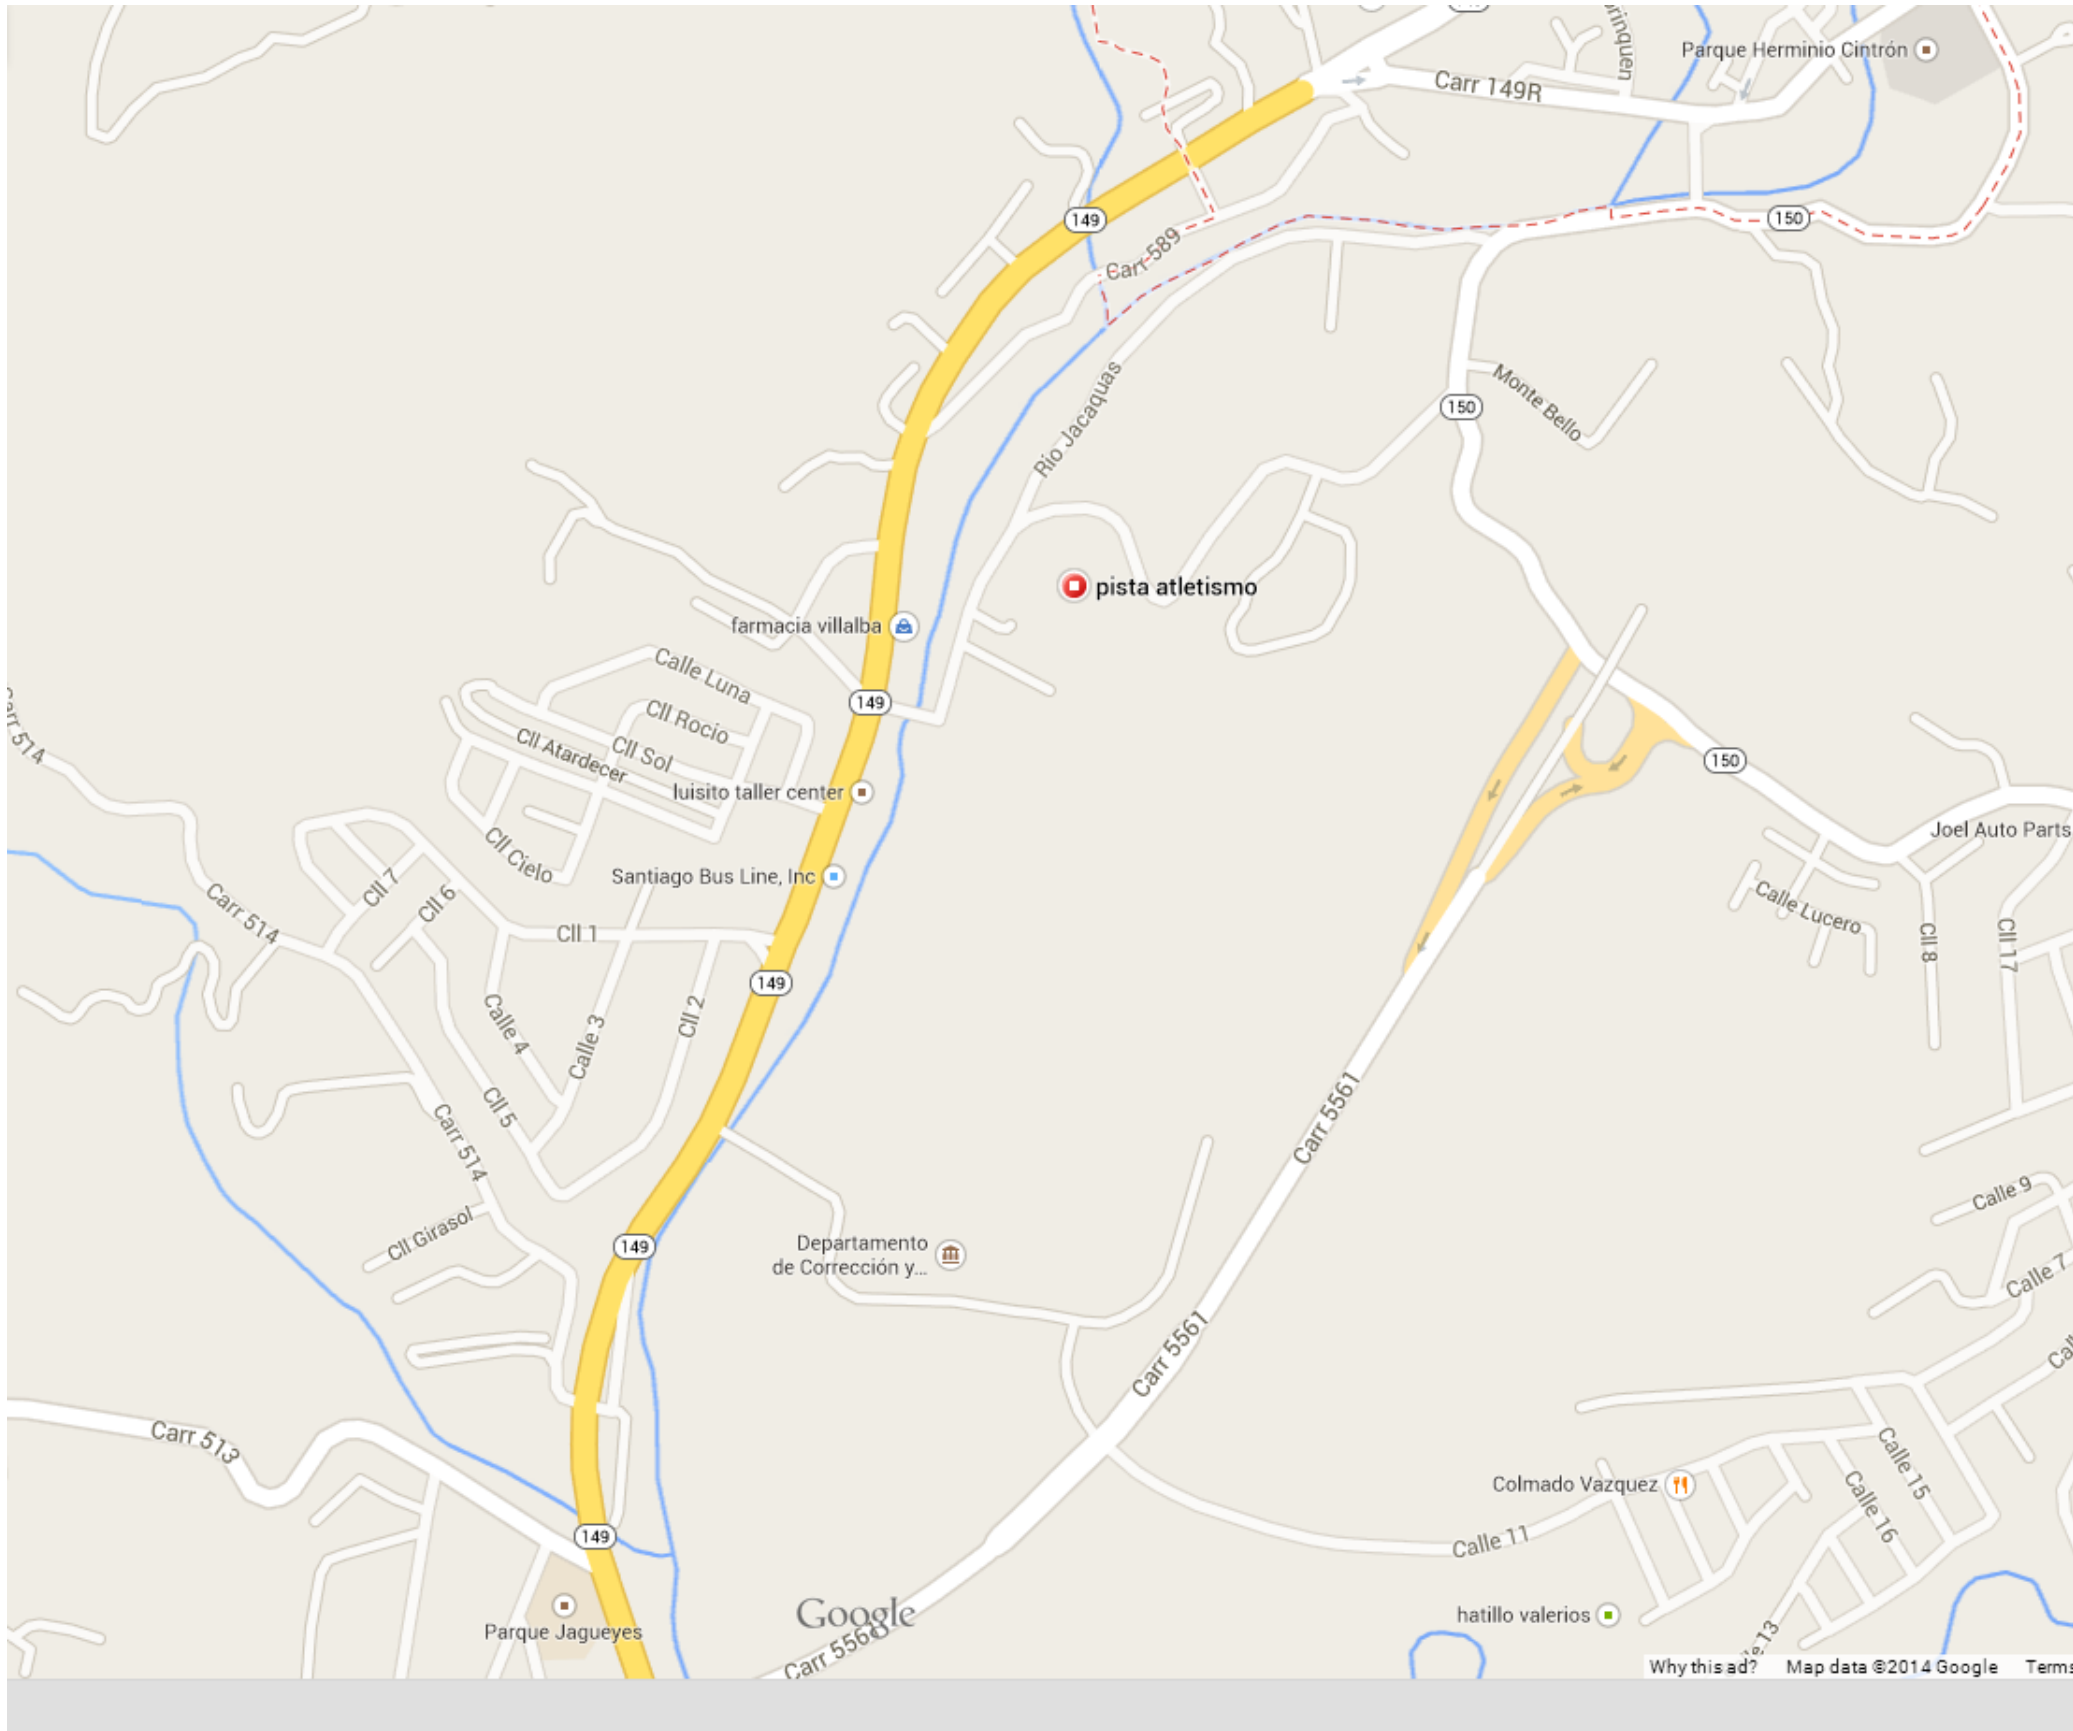 Parque Herminio Cintrón
Carr 149R
149
150
Carr 589
Rio Jacaquas
Monte Bello
150
pista atletismo
farmacia villalba
Calle Luna
149
Cll Rocio
Cll Sol
Cll Atardecer
Carr 514
luisito taller center
150
Joel Auto Parts
Cll Cielo
Santiago Bus Line, Inc
Cll 7
Cll 6
Calle Lucero
Carr 514
Cll 1
Cll 8
Cll 17
149
Cll 2
Calle 4
Calle 3
Cll 5
Carr 514
Carr 5561
Calle 9
Cll Girasol
149
Departamento
de Corrección y...
Calle 7
Carr 5561
Carr 513
Calle 15
Colmado Vazquez
Calle 16
149
Calle 11
Google
hatillo valerios
Parque Jagueyes
Carr 5561
Why this ad? Map data ©2014 Google Terms